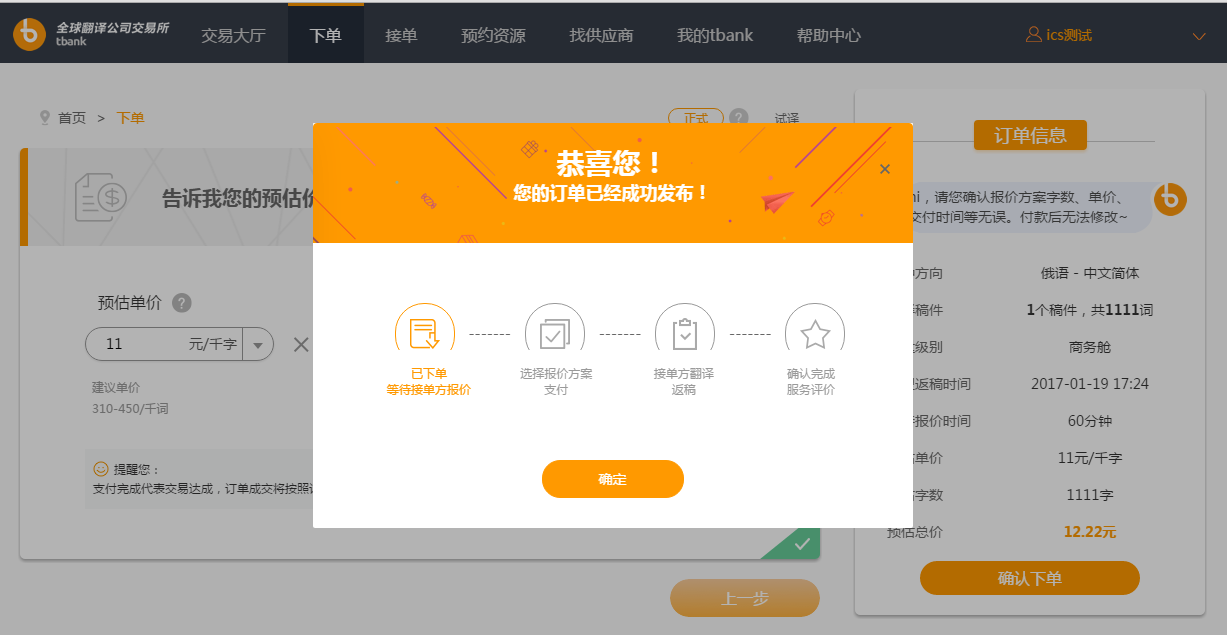 全球翻译公司交易所
tbank
交易大厅 下单 接单 预约资源 找供应商 我的tbank 帮助中心 ics测试
首页 > 下单
正式 ? 试译
订单信息
恭喜您！
您的订单已经成功发布！
×
告诉我您的预估价
$
hi，请您确认报价方案字数、单价、
交付时间等无误。付款后无法修改~
预估单价 ?
11 元/千字
建议单价
310-450/千词
提醒您：
支付完成代表交易达成，订单成交将按照
已下单
等待接单方报价
选择报价方案
支付
接单方翻译
返稿
确认完成
服务评价
确定
方向 俄语 - 中文简体
稿件 1个稿件，共1111词
级别 商务舱
返稿时间 2017-01-19 17:24
报价时间 60分钟
单价 11元/千字
字数 1111字
预估总价 12.22元
确认下单
上一步